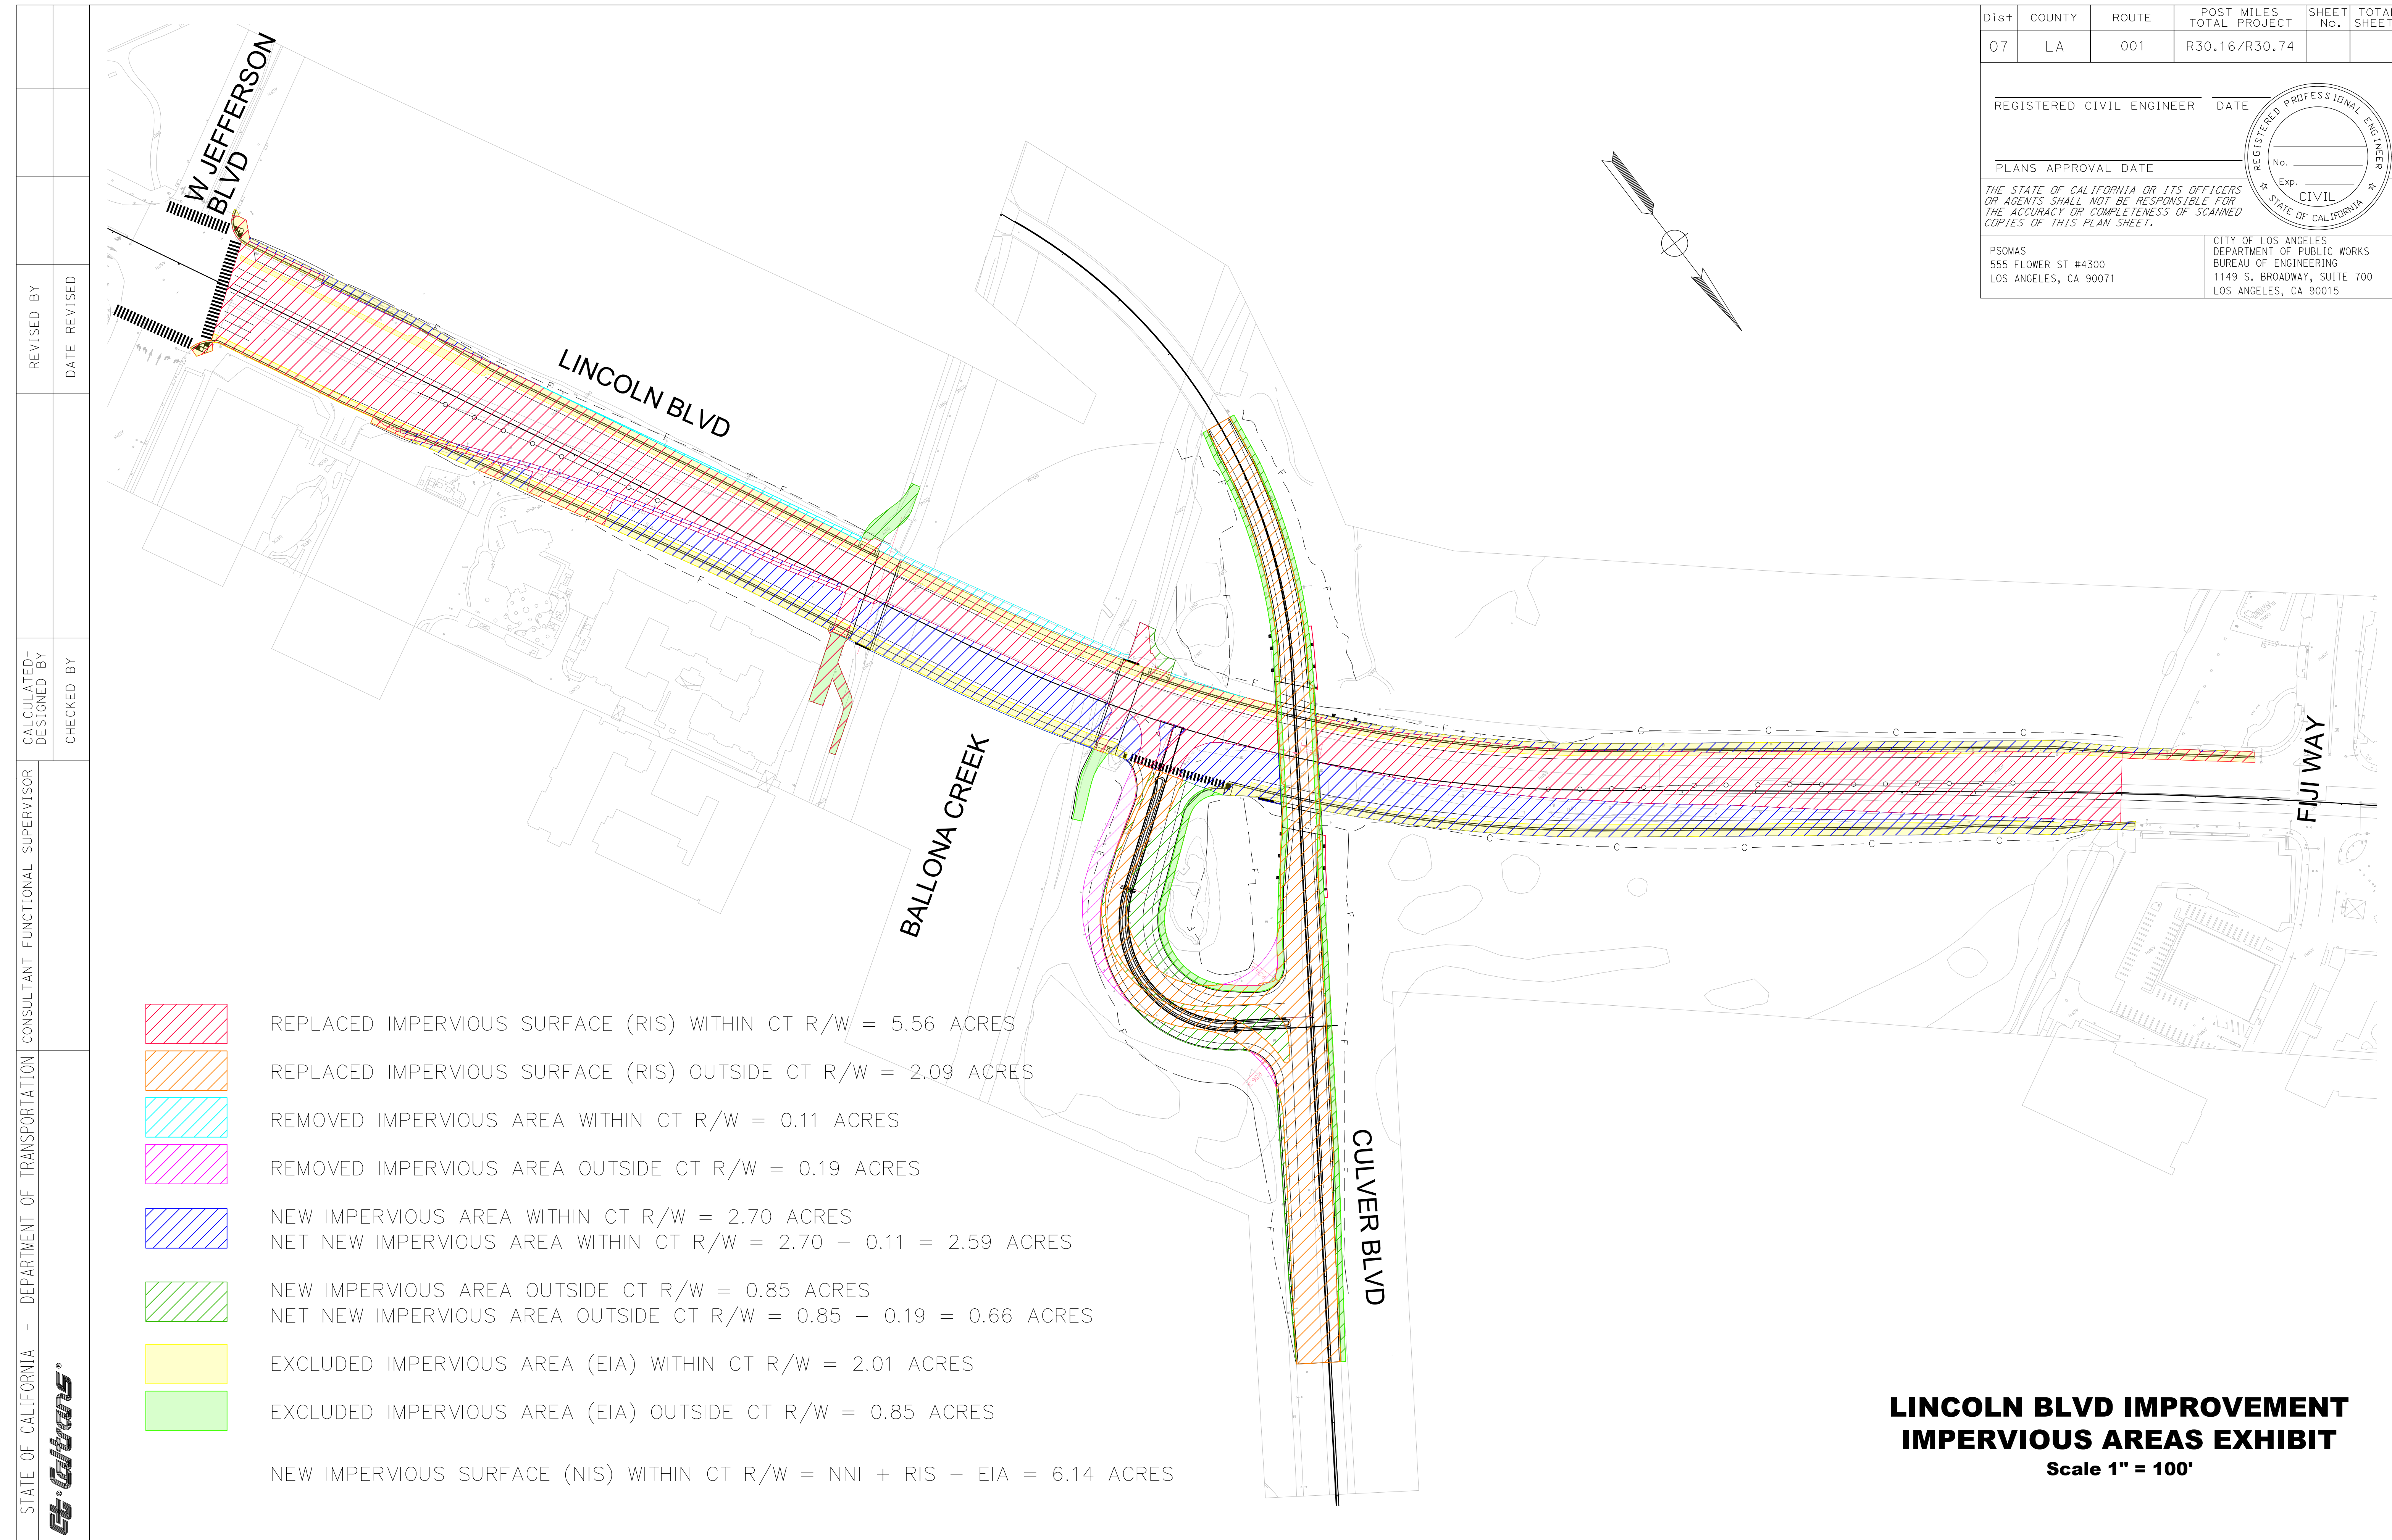 Dist COUNTY ROUTE POST MILES TOTAL PROJECT SHEET No. TOTAL SHEET
07 LA 001 R30.16/R30.74
REGISTERED CIVIL ENGINEER DATE
PLANS APPROVAL DATE
REGISTERED PROFESSIONAL ENGINEER
No.
Exp.
CIVIL
STATE OF CALIFORNIA
THE STATE OF CALIFORNIA OR ITS OFFICERS
OR AGENTS SHALL NOT BE RESPONSIBLE FOR
THE ACCURACY OR COMPLETENESS OF SCANNED
COPIES OF THIS PLAN SHEET.
PSOMAS
555 FLOWER ST #4300
LOS ANGELES, CA 90071
CITY OF LOS ANGELES
DEPARTMENT OF PUBLIC WORKS
BUREAU OF ENGINEERING
1149 S. BROADWAY, SUITE 700
LOS ANGELES, CA 90015
REVISED BY
DATE REVISED
CALCULATED-
DESIGNED BY
CHECKED BY
CONSULTANT FUNCTIONAL SUPERVISOR
STATE OF CALIFORNIA - DEPARTMENT OF TRANSPORTATION
ct® Caltrans®
W JEFFERSON
BLVD
LINCOLN BLVD
BALLONA CREEK
CULVER BLVD
FIJI WAY
REPLACED IMPERVIOUS SURFACE (RIS) WITHIN CT R/W = 5.56 ACRES
REPLACED IMPERVIOUS SURFACE (RIS) OUTSIDE CT R/W = 2.09 ACRES
REMOVED IMPERVIOUS AREA WITHIN CT R/W = 0.11 ACRES
REMOVED IMPERVIOUS AREA OUTSIDE CT R/W = 0.19 ACRES
NEW IMPERVIOUS AREA WITHIN CT R/W = 2.70 ACRES
NET NEW IMPERVIOUS AREA WITHIN CT R/W = 2.70 - 0.11 = 2.59 ACRES
NEW IMPERVIOUS AREA OUTSIDE CT R/W = 0.85 ACRES
NET NEW IMPERVIOUS AREA OUTSIDE CT R/W = 0.85 - 0.19 = 0.66 ACRES
EXCLUDED IMPERVIOUS AREA (EIA) WITHIN CT R/W = 2.01 ACRES
EXCLUDED IMPERVIOUS AREA (EIA) OUTSIDE CT R/W = 0.85 ACRES
NEW IMPERVIOUS SURFACE (NIS) WITHIN CT R/W = NNI + RIS - EIA = 6.14 ACRES
LINCOLN BLVD IMPROVEMENT
IMPERVIOUS AREAS EXHIBIT
Scale 1" = 100'